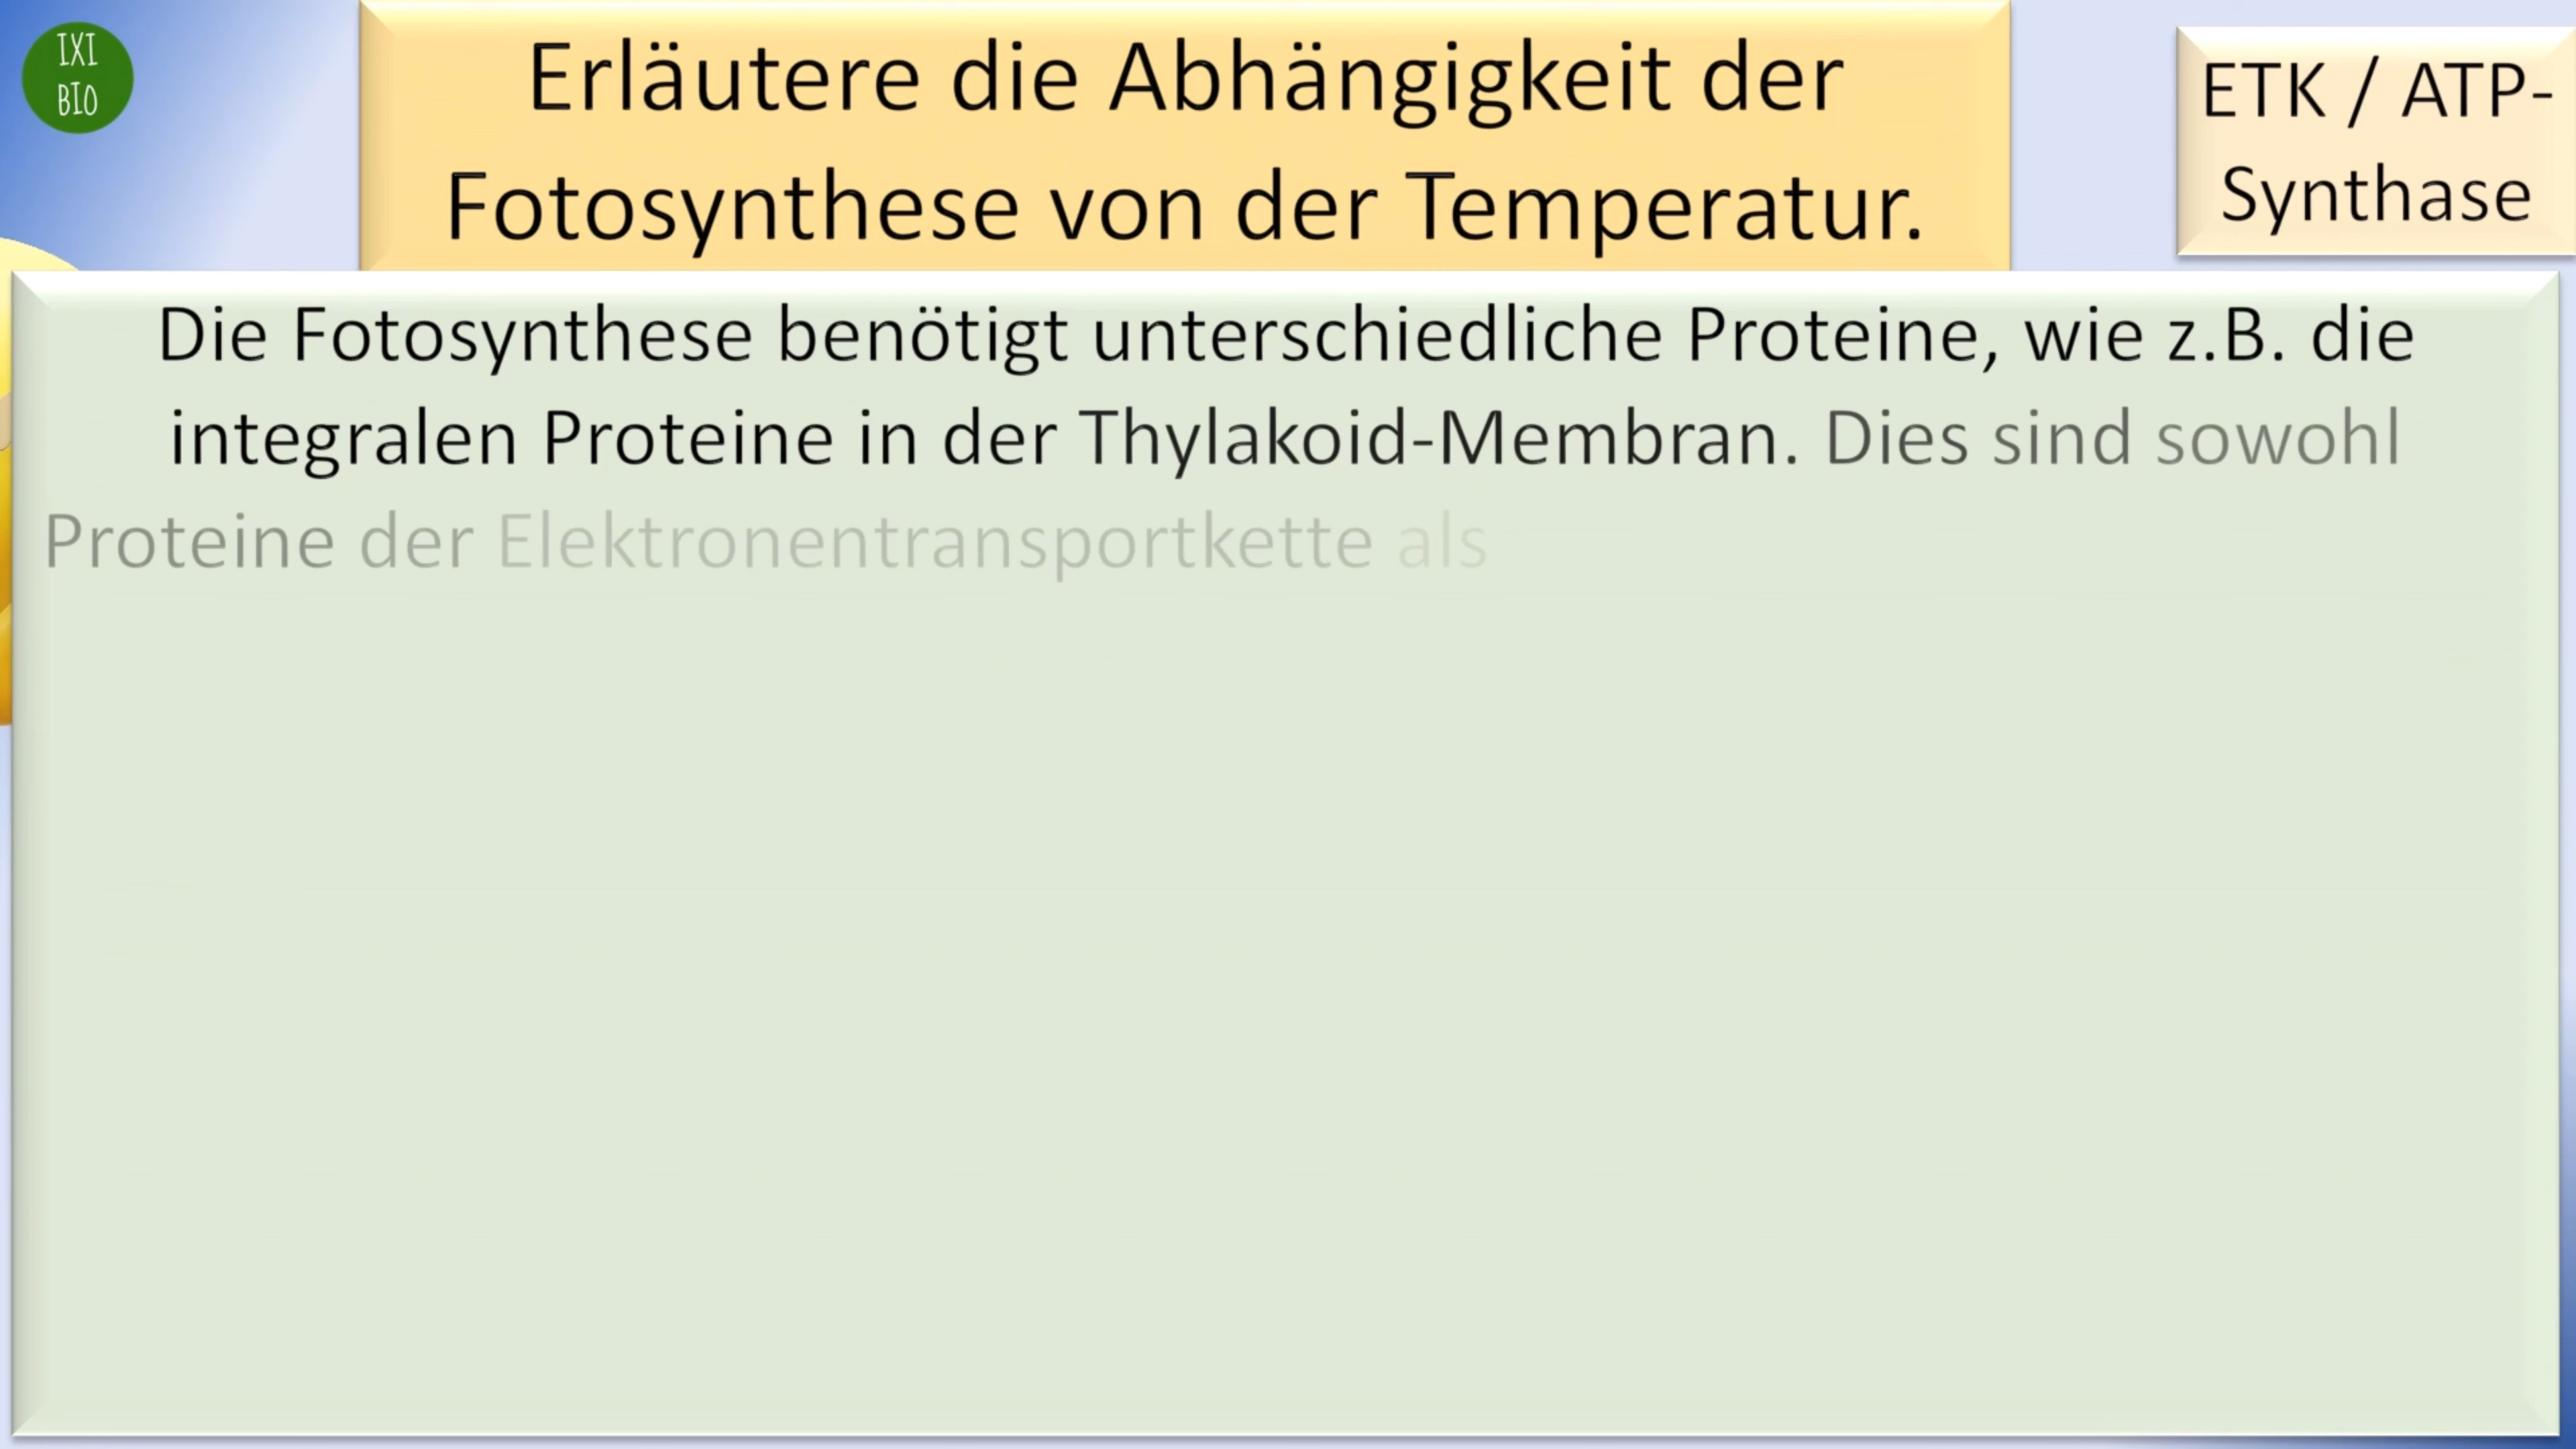 IXI
BIO
Erläutere die Abhängigkeit der
Fotosynthese von der Temperatur.
ETK / ATP-
Synthase
Die Fotosynthese benötigt unterschiedliche Proteine, wie z.B. die
integralen Proteine in der Thylakoid-Membran. Dies sind sowohl
Proteine der Elektronentransportkette als